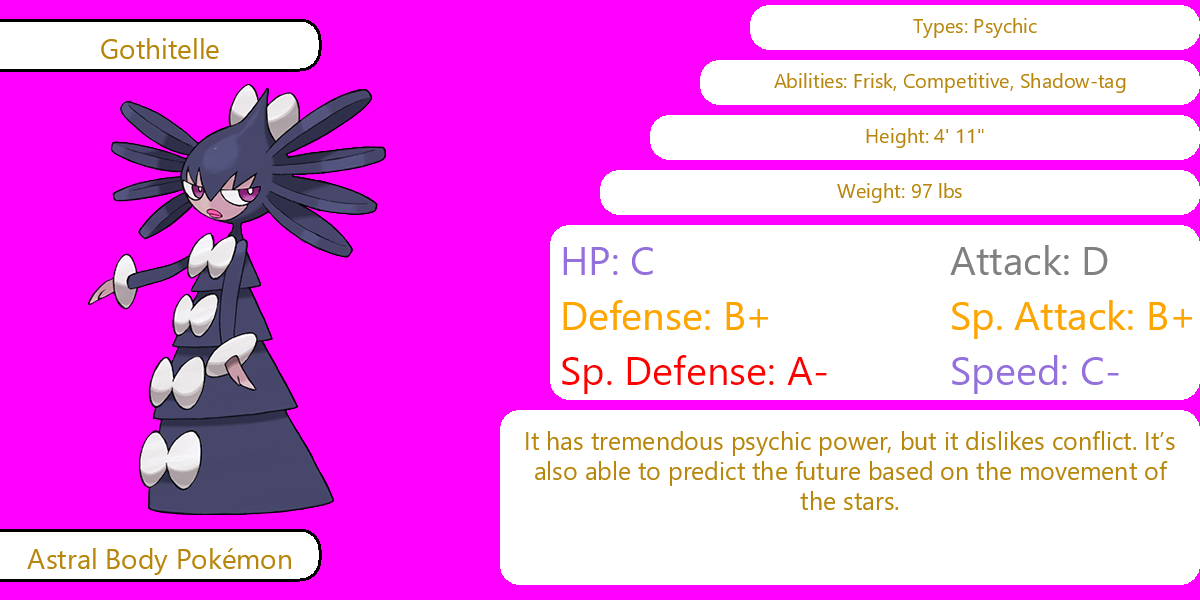 Gothitelle
Types: Psychic
Abilities: Frisk, Competitive, Shadow-tag
Height: 4' 11"
Weight: 97 lbs
HP: C
Attack: D
Defense: B+
Sp. Attack: B+
Sp. Defense: A-
Speed: C-
It has tremendous psychic power, but it dislikes conflict. It’s
also able to predict the future based on the movement of
the stars.
Astral Body Pokémon